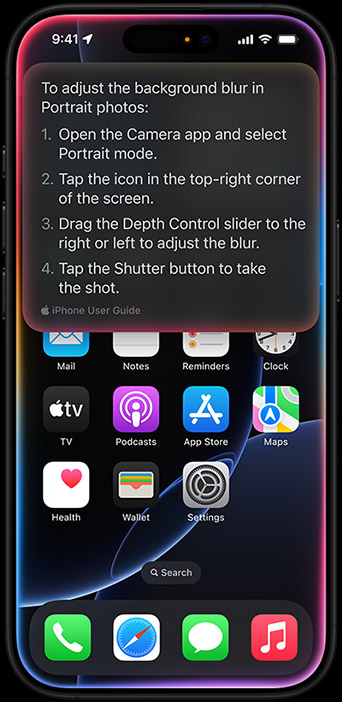 9:41
To adjust the background blur in
Portrait photos:
1. Open the Camera app and select
Portrait mode.
2. Tap the icon in the top-right corner
of the screen.
3. Drag the Depth Control slider to the
right or left to adjust the blur.
4. Tap the Shutter button to take
the shot.
iPhone User Guide
Mail Notes Reminders Clock
tv
TV Podcasts App Store Maps
Health Wallet Settings
Search